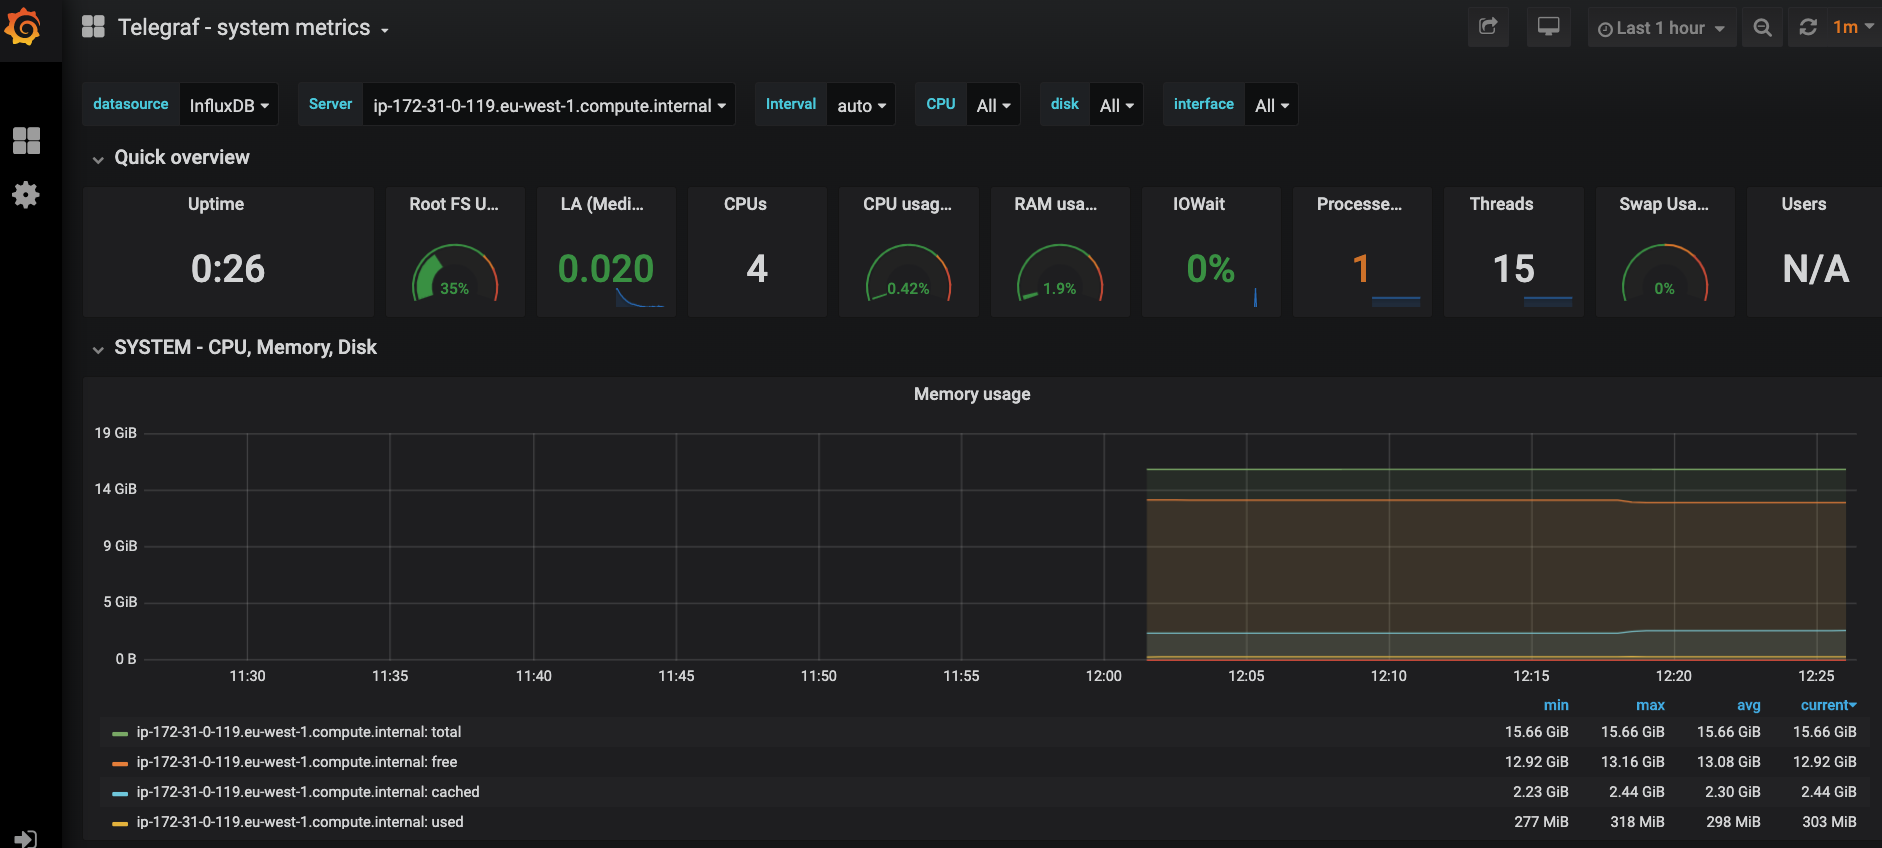 Telegraf - system metrics
Last 1 hour
1m
datasource InfluxDB
Server ip-172-31-0-119.eu-west-1.compute.internal
Interval auto
CPU All
disk All
interface All
Quick overview
Uptime
0:26
Root FS U...
35%
LA (Medi...
0.020
CPUs
4
CPU usag...
0.42%
RAM usa...
1.9%
IOWait
0%
Processe...
1
Threads
15
Swap Usa...
0%
Users
N/A
SYSTEM - CPU, Memory, Disk
Memory usage
19 GiB
14 GiB
9 GiB
5 GiB
0 B
11:30 11:35 11:40 11:45 11:50 11:55 12:00 12:05 12:10 12:15 12:20 12:25
min max avg current
ip-172-31-0-119.eu-west-1.compute.internal: total 15.66 GiB 15.66 GiB 15.66 GiB 15.66 GiB
ip-172-31-0-119.eu-west-1.compute.internal: free 12.92 GiB 13.16 GiB 13.08 GiB 12.92 GiB
ip-172-31-0-119.eu-west-1.compute.internal: cached 2.23 GiB 2.44 GiB 2.30 GiB 2.44 GiB
ip-172-31-0-119.eu-west-1.compute.internal: used 277 MiB 318 MiB 298 MiB 303 MiB